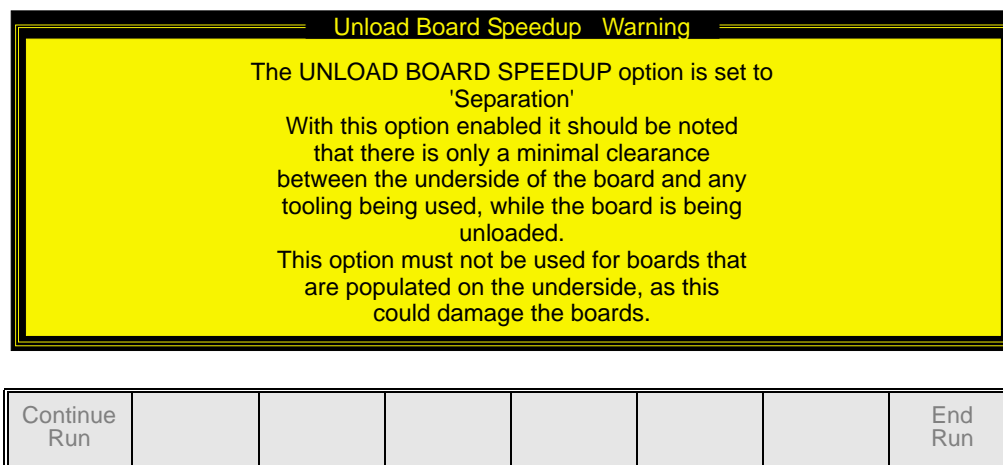 Unload Board Speedup Warning
The UNLOAD BOARD SPEEDUP option is set to
'Separation'
With this option enabled it should be noted
that there is only a minimal clearance
between the underside of the board and any
tooling being used, while the board is being
unloaded.
This option must not be used for boards that
are populated on the underside, as this
could damage the boards.
Continue
Run
End
Run